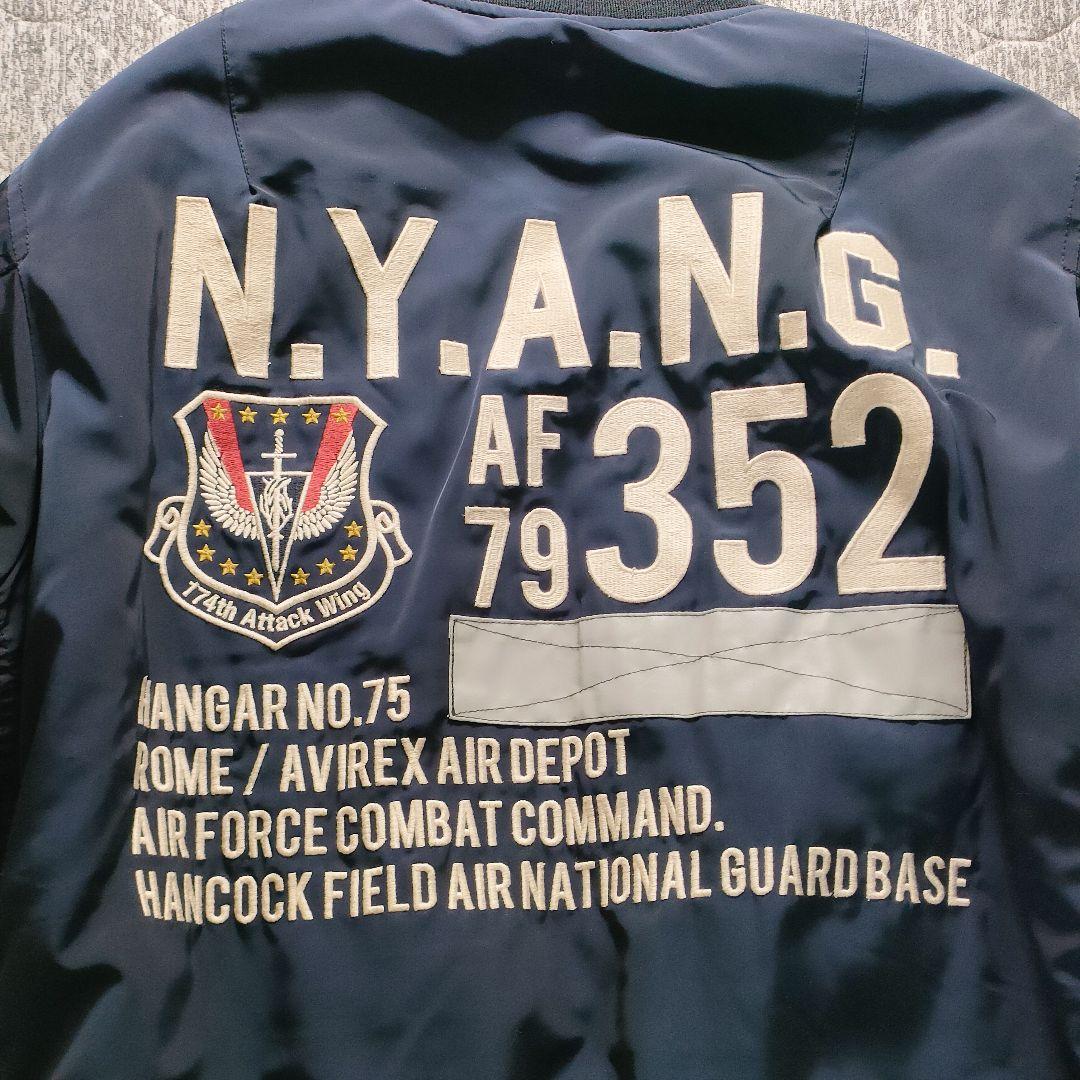 N.Y.A.N.G.
AF
79
352
174th Attack Wing
HANGAR NO.75
ROME / AVIREX AIR DEPOT
AIR FORCE COMBAT COMMAND.
HANCOCK FIELD AIR NATIONAL GUARD BASE